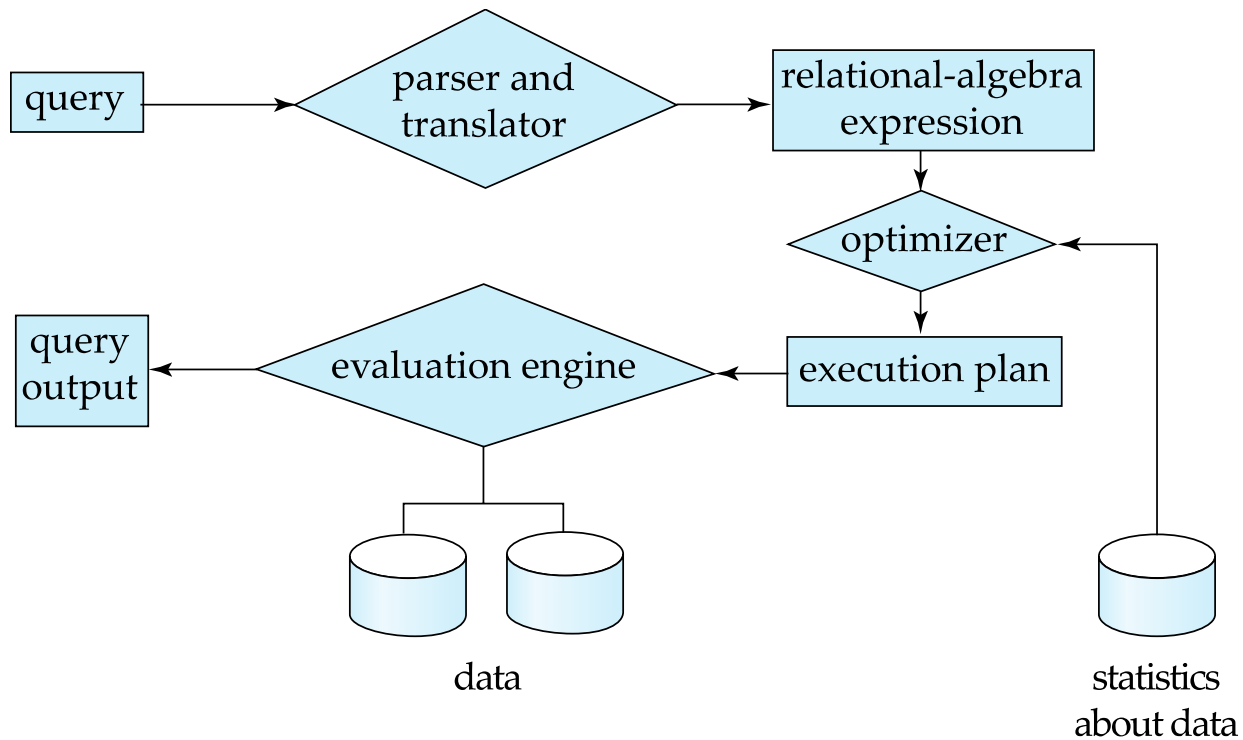 query
parser and
translator
relational-algebra
expression
optimizer
execution plan
evaluation engine
query
output
data
statistics
about data